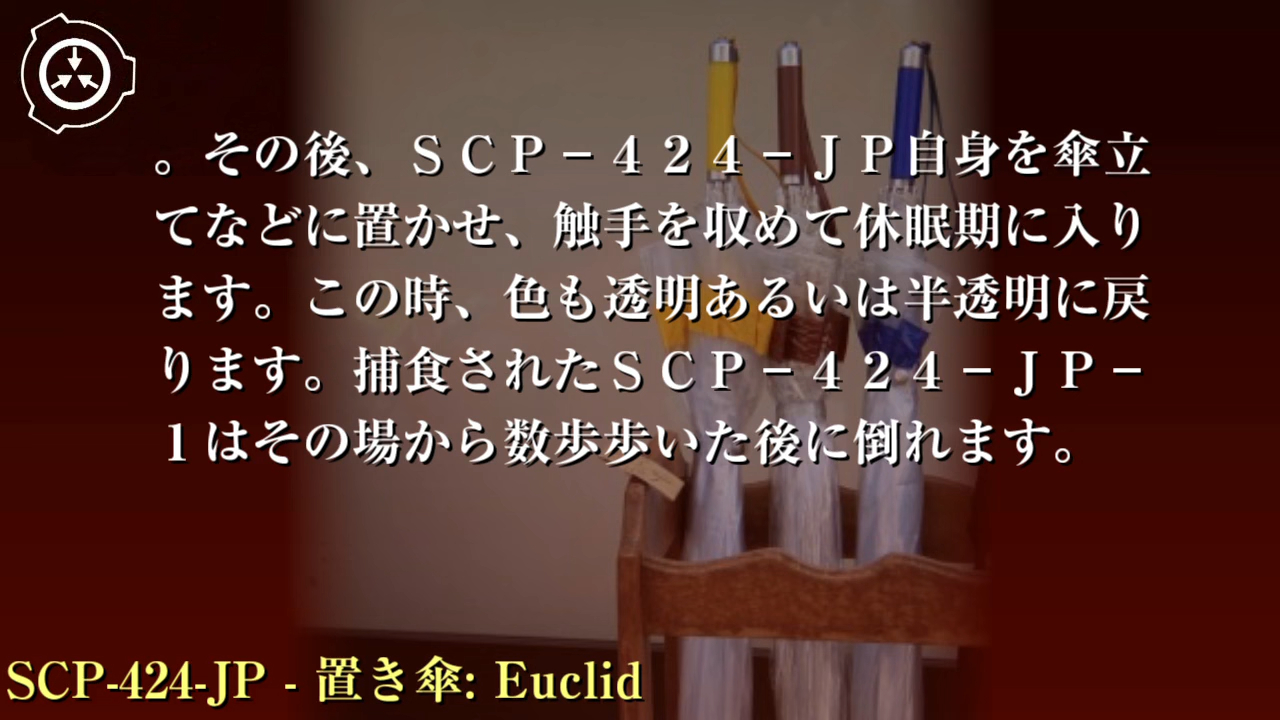 。その後、ＳＣＰ－４２４－ＪＰ自身を傘立
てなどに置かせ、触手を収めて休眠期に入り
ます。この時、色も透明あるいは半透明に戻
ります。捕食されたＳＣＰ－４２４－ＪＰ－
１はその場から数歩歩いた後に倒れます。
SCP-424-JP - 置き傘: Euclid